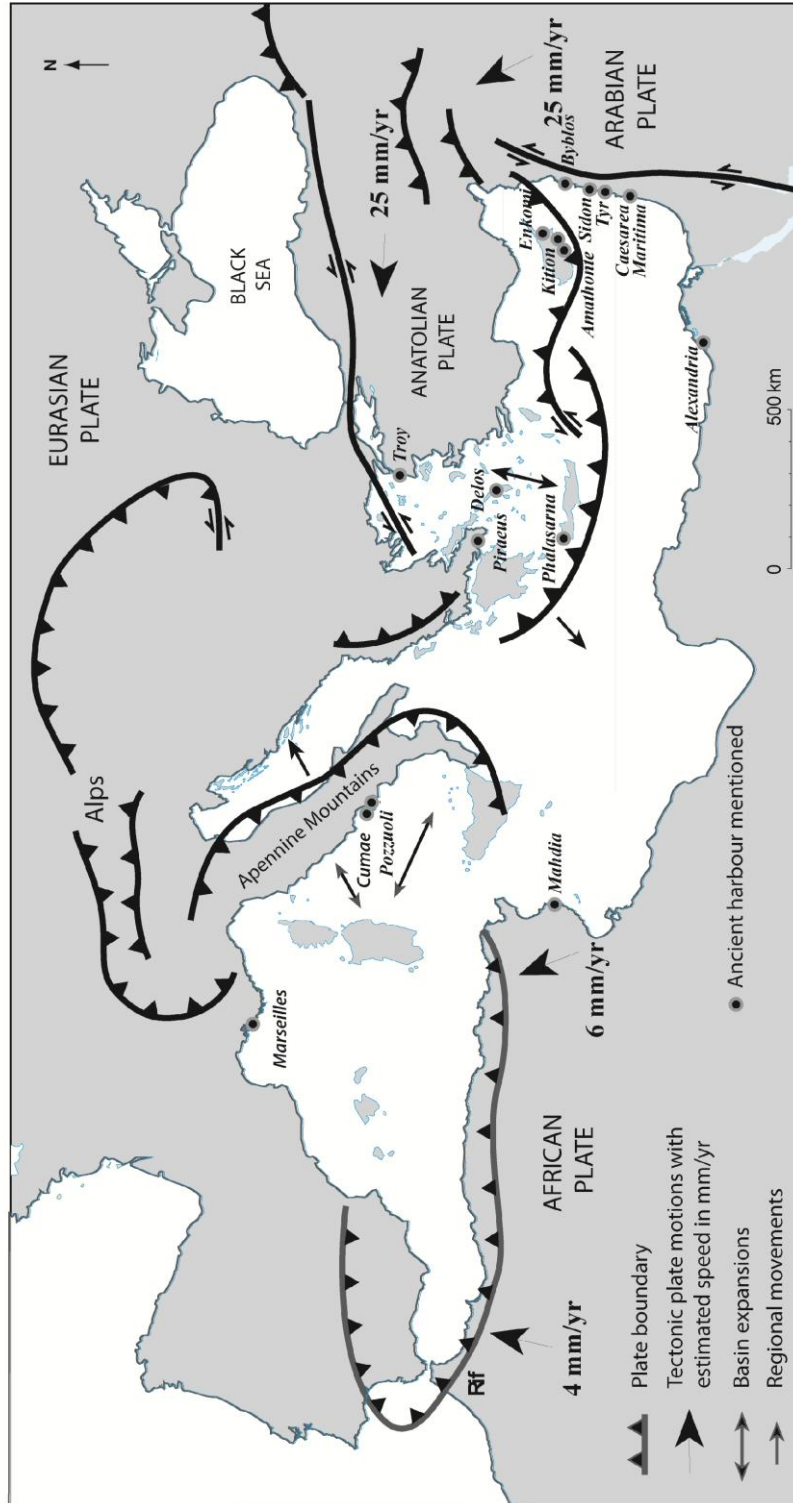 N
EURASIAN
PLATE
BLACK
SEA
Alps
25 mm/yr
ANATOLIAN
PLATE
25 mm/yr
ARABIAN
PLATE
Apennine Mountains
Marseilles
Cumae
Pozzuoli
Troy
Delos
Piraeus
Phalasarna
Enkomi
Kition
Amathonte
Byblos
Sidon
Tyr
Caesarea
Maritima
Alexandria
Mahdia
Rif
4 mm/yr
6 mm/yr
AFRICAN
PLATE
Plate boundary
Tectonic plate motions with
estimated speed in mm/yr
Basin expansions
Regional movements
Ancient harbour mentioned
0 500 km